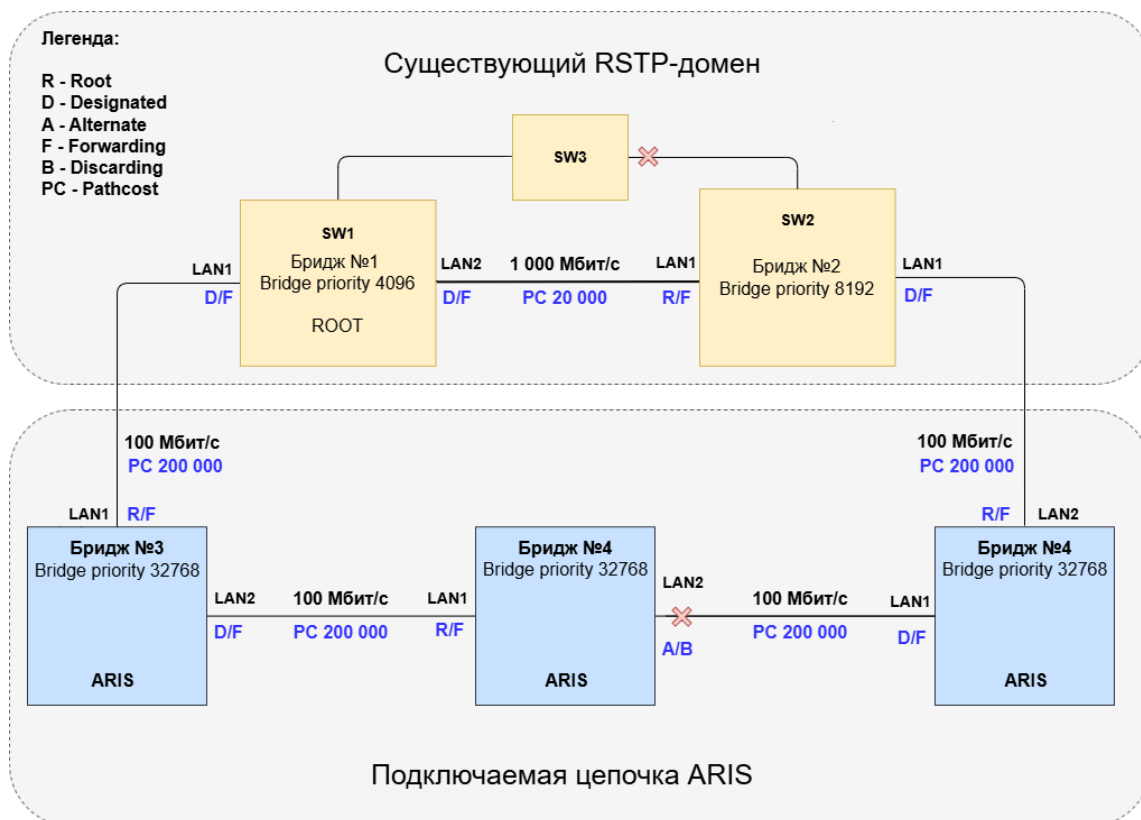 Легенда:
R - Root
D - Designated
A - Alternate
F - Forwarding
B - Discarding
PC - Pathcost
Существующий RSTP-домен
SW3
SW1
Бридж №1
Bridge priority 4096
ROOT
LAN1
D/F
LAN2
D/F
1 000 Мбит/с
PC 20 000
LAN1
R/F
SW2
Бридж №2
Bridge priority 8192
LAN1
D/F
100 Мбит/с
PC 200 000
100 Мбит/с
PC 200 000
LAN1
R/F
R/F
LAN2
Бридж №3
Bridge priority 32768
ARIS
LAN2
D/F
100 Мбит/с
PC 200 000
LAN1
R/F
Бридж №4
Bridge priority 32768
ARIS
LAN2
A/B
100 Мбит/с
PC 200 000
LAN1
D/F
Бридж №4
Bridge priority 32768
ARIS
Подключаемая цепочка ARIS